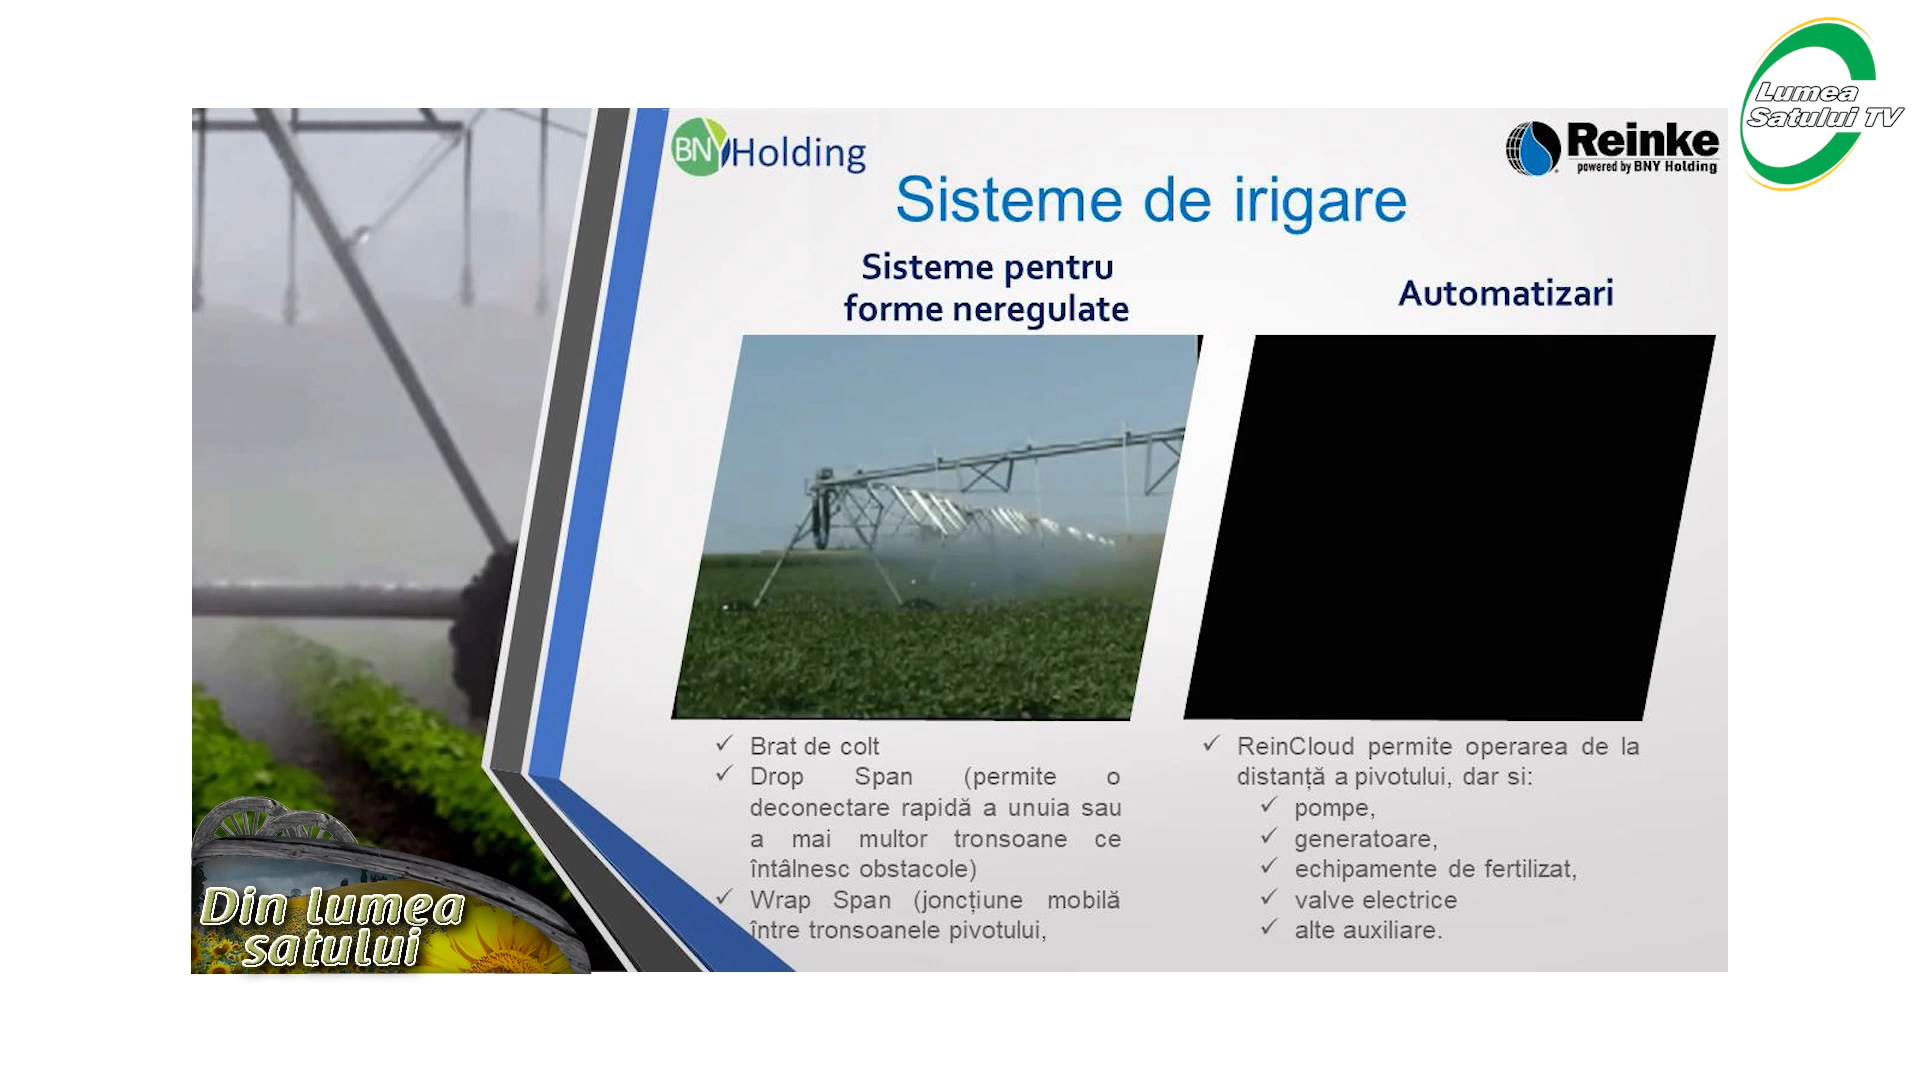 Lumea
Satului TV
BNY Holding
Reinke
powered by BNY Holding
Sisteme de irigare
Sisteme pentru
forme neregulate
Brat de colt
Drop Span (permite o
deconectare rapidă a unuia sau
a mai multor tronsoane ce
întâlnesc obstacole)
Wrap Span (joncțiune mobilă
între tronsoanele pivotului,
Automatizari
ReinCloud permite operarea de la
distanță a pivotului, dar si:
pompe,
generatoare,
echipamente de fertilizat,
valve electrice
alte auxiliare.
Din lumea
satului